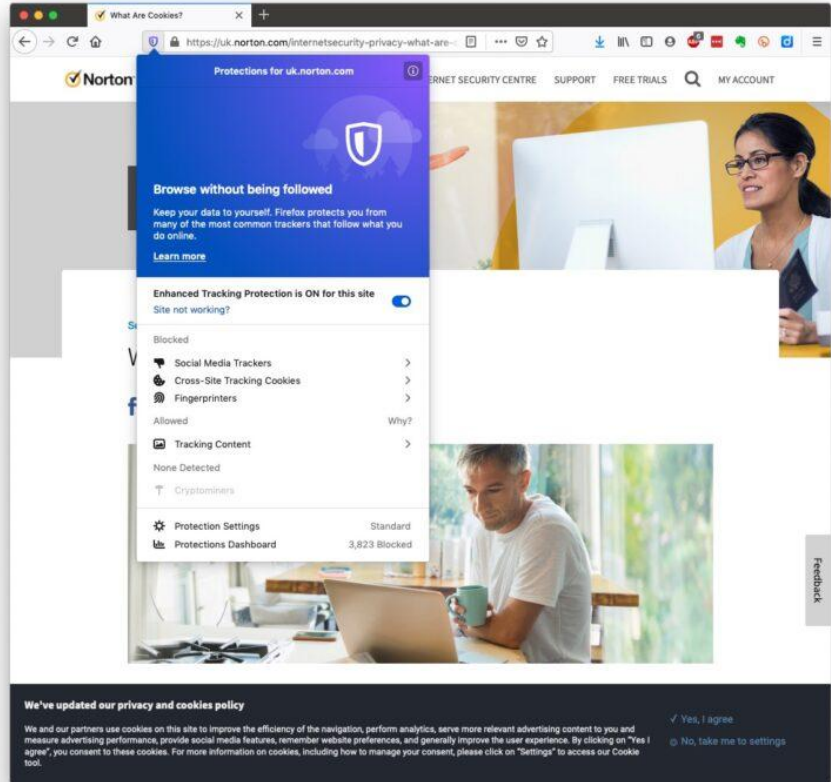 What Are Cookies?
https://uk.norton.com/internetsecurity-privacy-what-are-c
6
Norton
ERNET SECURITY CENTRE SUPPORT FREE TRIALS MY ACCOUNT
Protections for uk.norton.com
Browse without being followed
Keep your data to yourself. Firefox protects you from
many of the most common trackers that follow what you
do online.
Learn more
Enhanced Tracking Protection is ON for this site
Site not working?
Blocked
Social Media Trackers
Cross-Site Tracking Cookies
Fingerprinters
Allowed Why?
Tracking Content
None Detected
Cryptominers
Protection Settings Standard
Protections Dashboard 3,823 Blocked
Feedback
We've updated our privacy and cookies policy
We and our partners use cookies on this site to improve the efficiency of the navigation, perform analytics, serve more relevant advertising content to you and
measure advertising performance, provide social media features, remember website preferences, and generally improve the user experience. By clicking on "Yes I
agree", you consent to these cookies. For more information on cookies, including how to manage your consent, please click on "Settings" to access our Cookie
tool.
✓ Yes, I agree
No, take me to settings